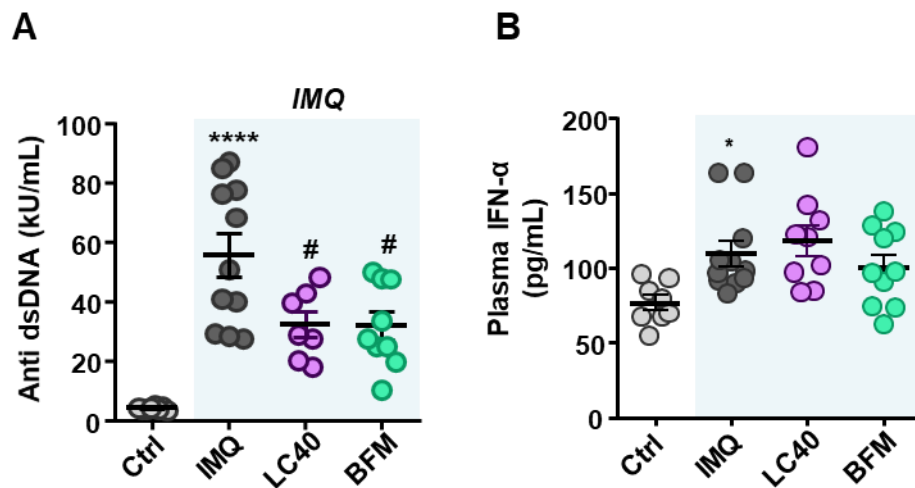 A
Anti dsDNA (kU/mL)
IMQ
100
80
60
40
20
0
****
#
#
Ctrl
IMQ
LC40
BFM
B
Plasma IFN-α
(pg/mL)
200
150
100
50
0
*
Ctrl
IMQ
LC40
BFM